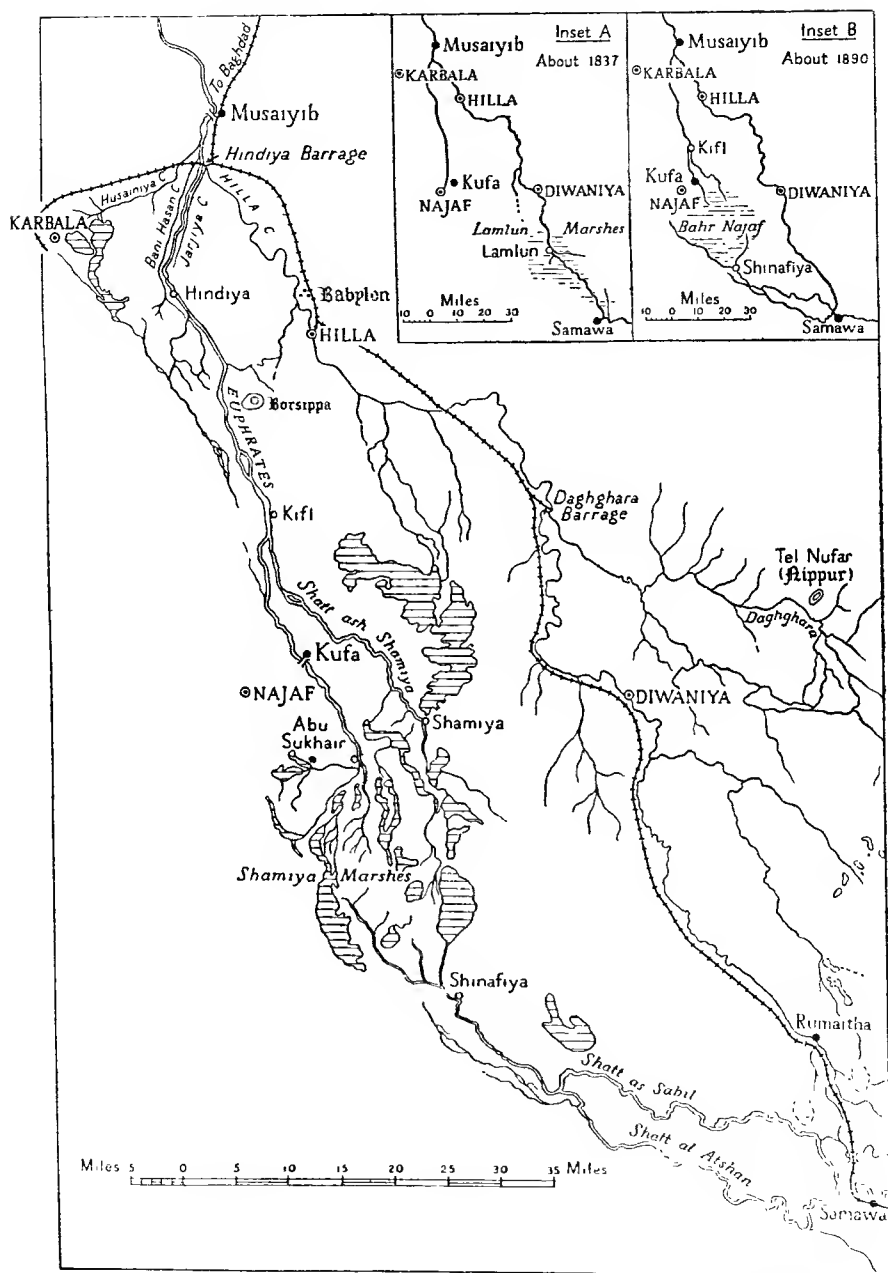 Inset A
About 1837
Musaiyib
KARBALA
HILLA
Kufa
NAJAF
DIWANIYA
Lamlun Marshes
Lamlun
Miles
10 0 10 20 30
Samawa
Inset B
About 1890
Musaiyib
KARBALA
HILLA
Kifl
Kufa
NAJAF
DIWANIYA
Bahr Najaf
Shinafiya
Miles
10 0 10 20 30
Samawa
To Baghdad
Musaiyib
Hindiya Barrage
Husainiya C
HILLA C
KARBALA
Bani Hasan C
Jarjiya C
Hindiya
Babylon
HILLA
EUPHRATES
Borsippa
Kifl
Daghghara
Barrage
Tel Nufar
(Nippur)
Daghghara
Shatt ash Shamiya
Kufa
NAJAF
DIWANIYA
Shamiya
Abu
Sukhair
Shamiya Marshes
Shinafiya
Rumaitha
Shatt as Sabil
Shatt al Atshan
Miles 5 0 5 10 15 20 25 30 35 Miles
Samawa